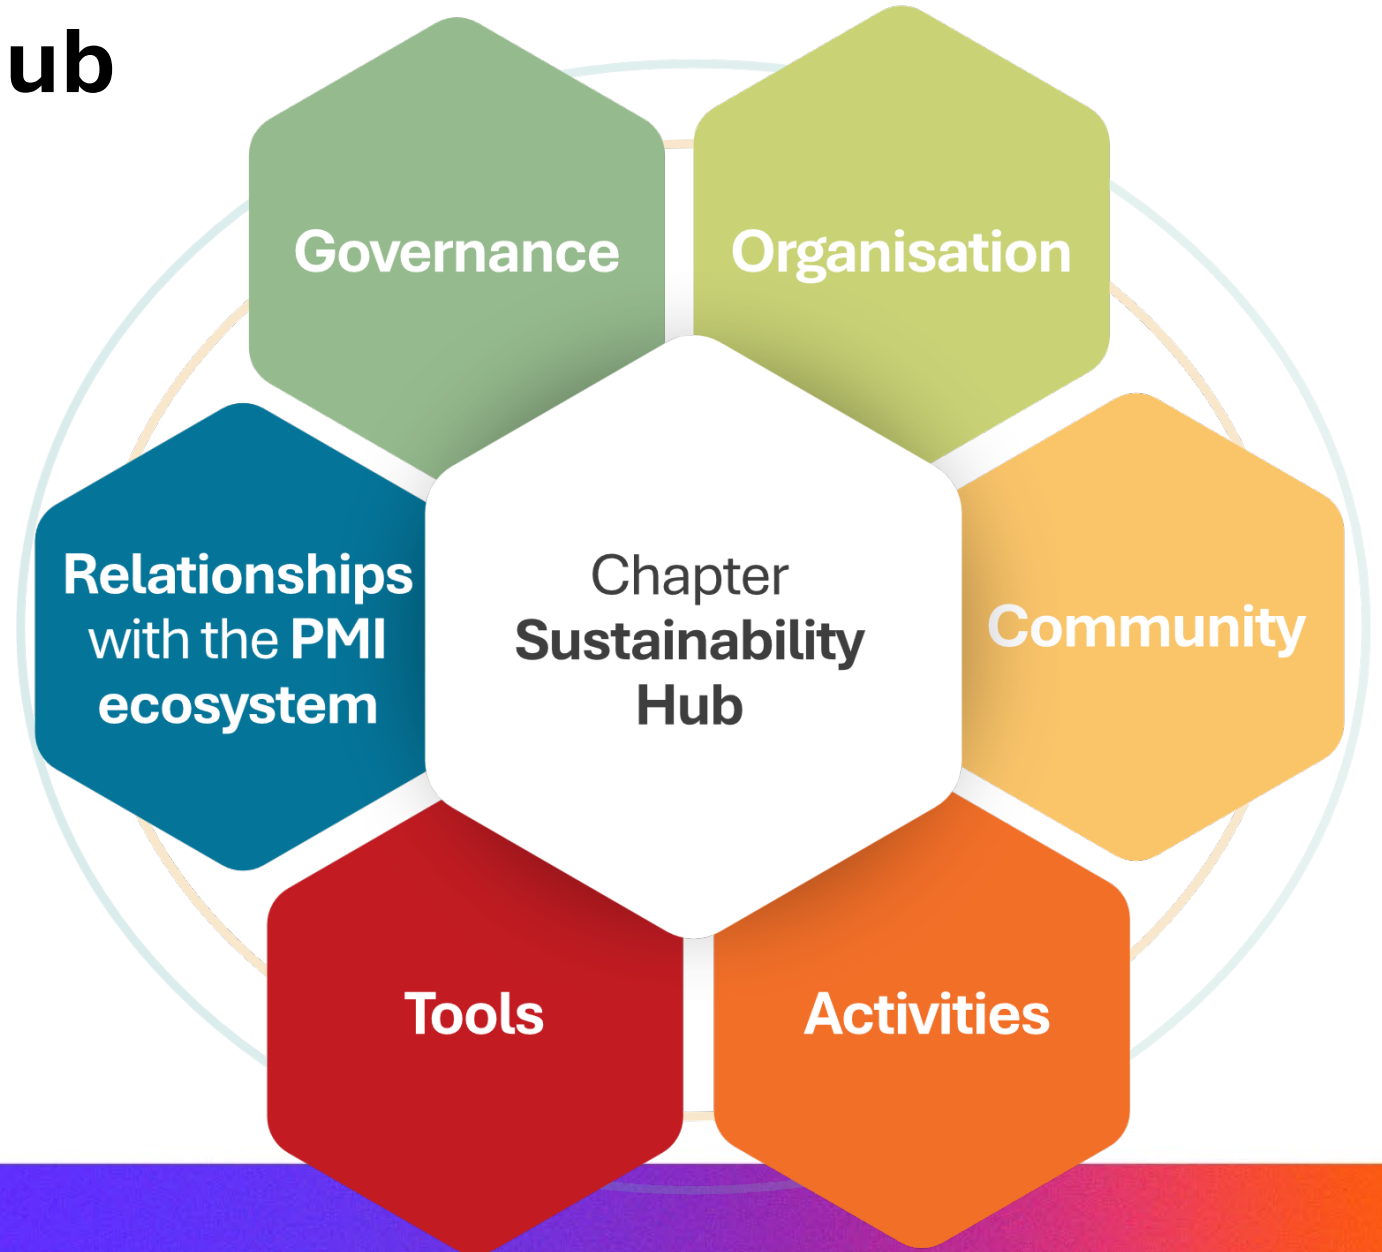 ub
Governance
Organisation
Relationships
with the PMI
ecosystem
Chapter
Sustainability
Hub
Community
Tools
Activities